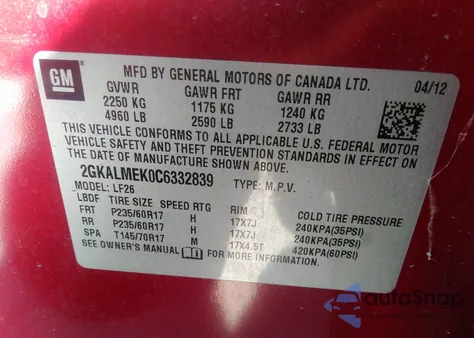 GM
MFD BY GENERAL MOTORS OF CANADA LTD.
04/12
GVWR GAWR FRT GAWR RR
2250 KG 1175 KG 1240 KG
4960 LB 2590 LB 2733 LB
THIS VEHICLE CONFORMS TO ALL APPLICABLE U.S. FEDERAL MOTOR
VEHICLE SAFETY AND THEFT PREVENTION STANDARDS IN EFFECT ON
THE DATE OF MANUFACTURE SHOWN ABOVE.
2GKALMEK0C6332839 TYPE: M.P.V.
MODEL: LF26
LBDF TIRE SIZE SPEED RTG RIM COLD TIRE PRESSURE
FRT P235/60R17 H 17X7J 240KPA(35PSI)
RR P235/60R17 H 17X7J 240KPA(35PSI)
SPA T145/70R17 M 17X4.5T 420KPA(60PSI)
SEE OWNER'S MANUAL FOR MORE INFORMATION.
autoSnap